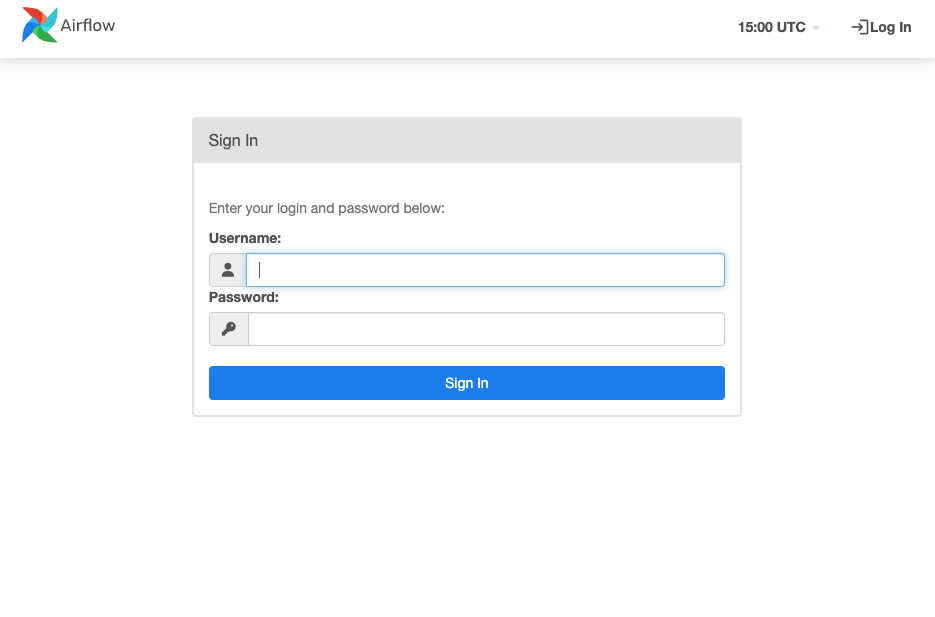 Airflow
15:00 UTC
Log In
Sign In
Enter your login and password below:
Username:
Password:
Sign In